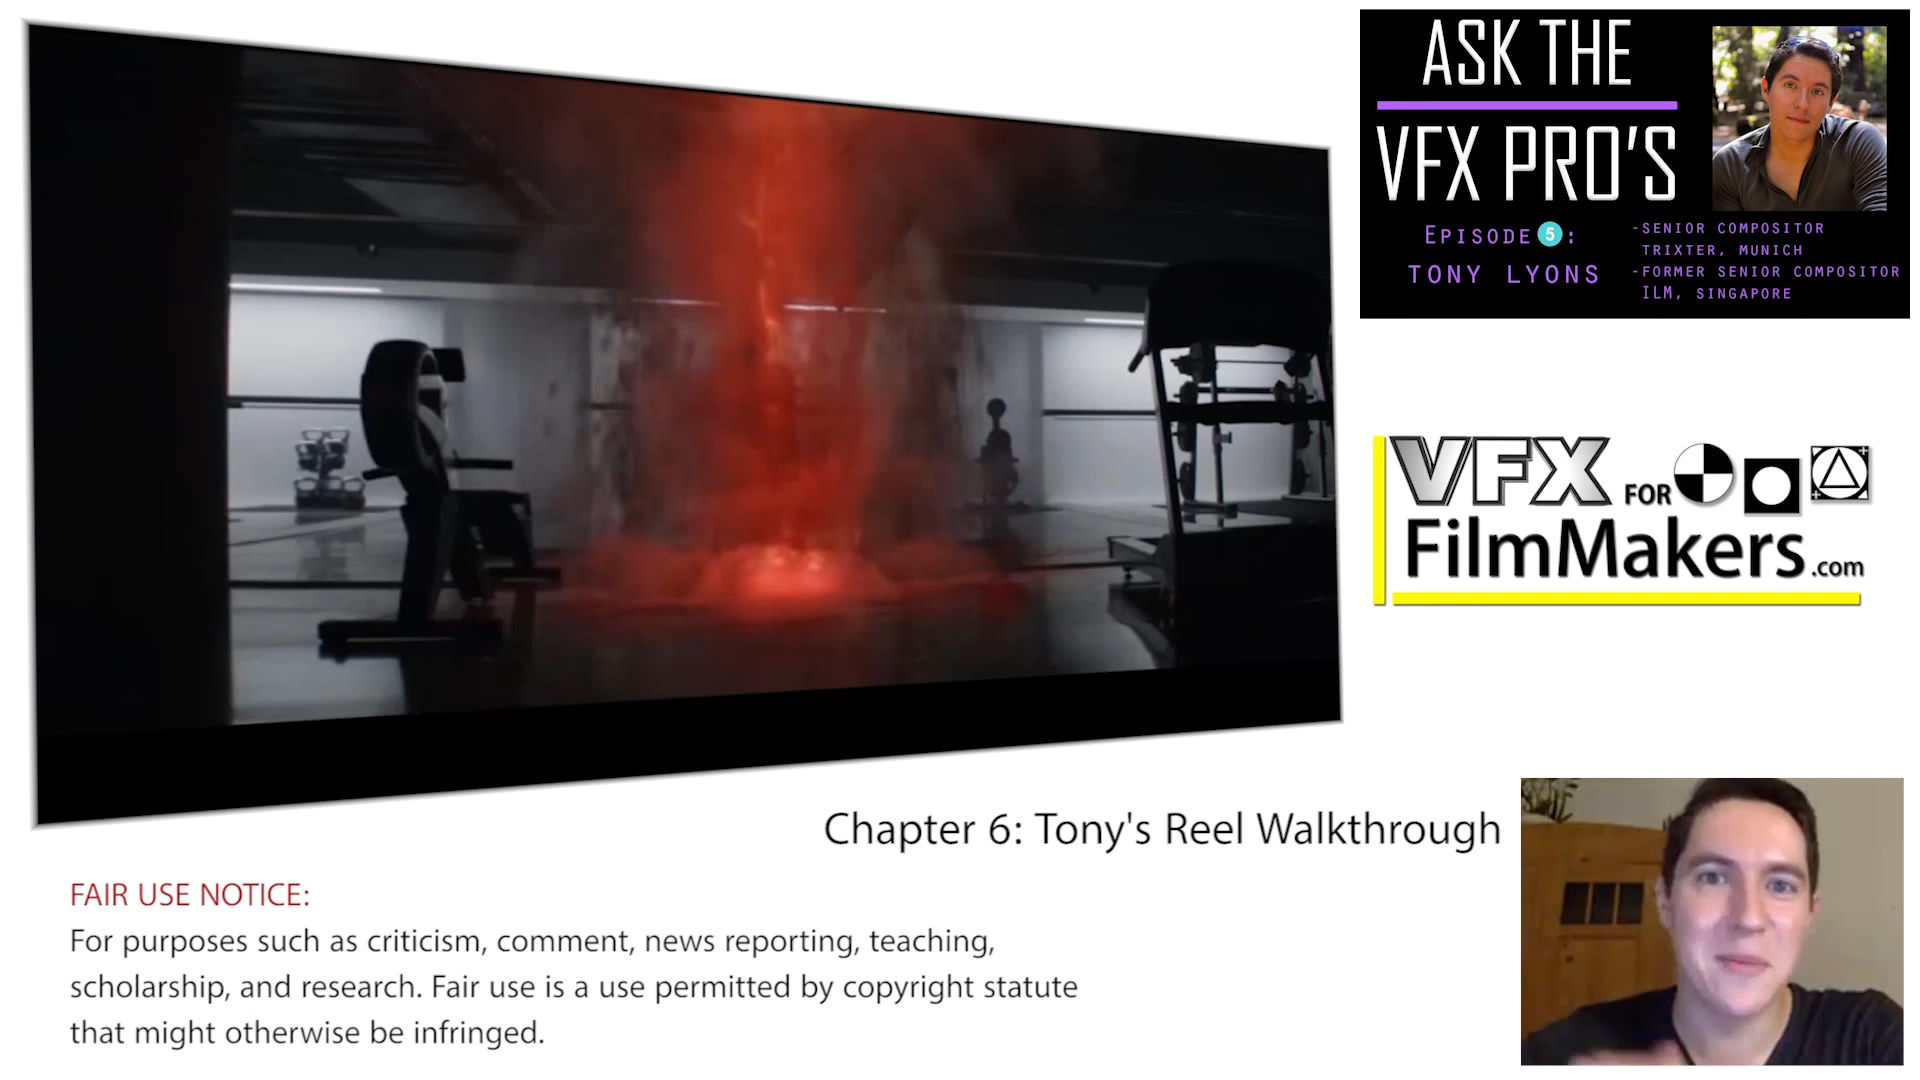 ASK THE
VFX PRO'S
EPISODE 5:
TONY LYONS
-SENIOR COMPOSITOR
TRIXTER, MUNICH
-FORMER SENIOR COMPOSITOR
ILM, SINGAPORE
VFX FOR
FilmMakers.com
Chapter 6: Tony's Reel Walkthrough
FAIR USE NOTICE:
For purposes such as criticism, comment, news reporting, teaching,
scholarship, and research. Fair use is a use permitted by copyright statute
that might otherwise be infringed.